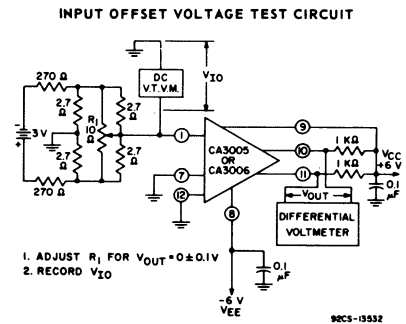 INPUT OFFSET VOLTAGE TEST CIRCUIT
270 Ω
2.7 Ω
2.7 Ω
R1 10 Ω
3 V
- +
2.7 Ω
2.7 Ω
270 Ω
DC V.T.V.M.
VIO
1
7
12
CA3005
OR
CA3006
9
10
11
8
1 KΩ
1 KΩ
VCC
+6 V
0.1 μF
VOUT
DIFFERENTIAL
VOLTMETER
0.1 μF
-6 V
VEE
1. ADJUST R1 FOR VOUT = 0 ± 0.1 V
2. RECORD VIO
92CS-13532